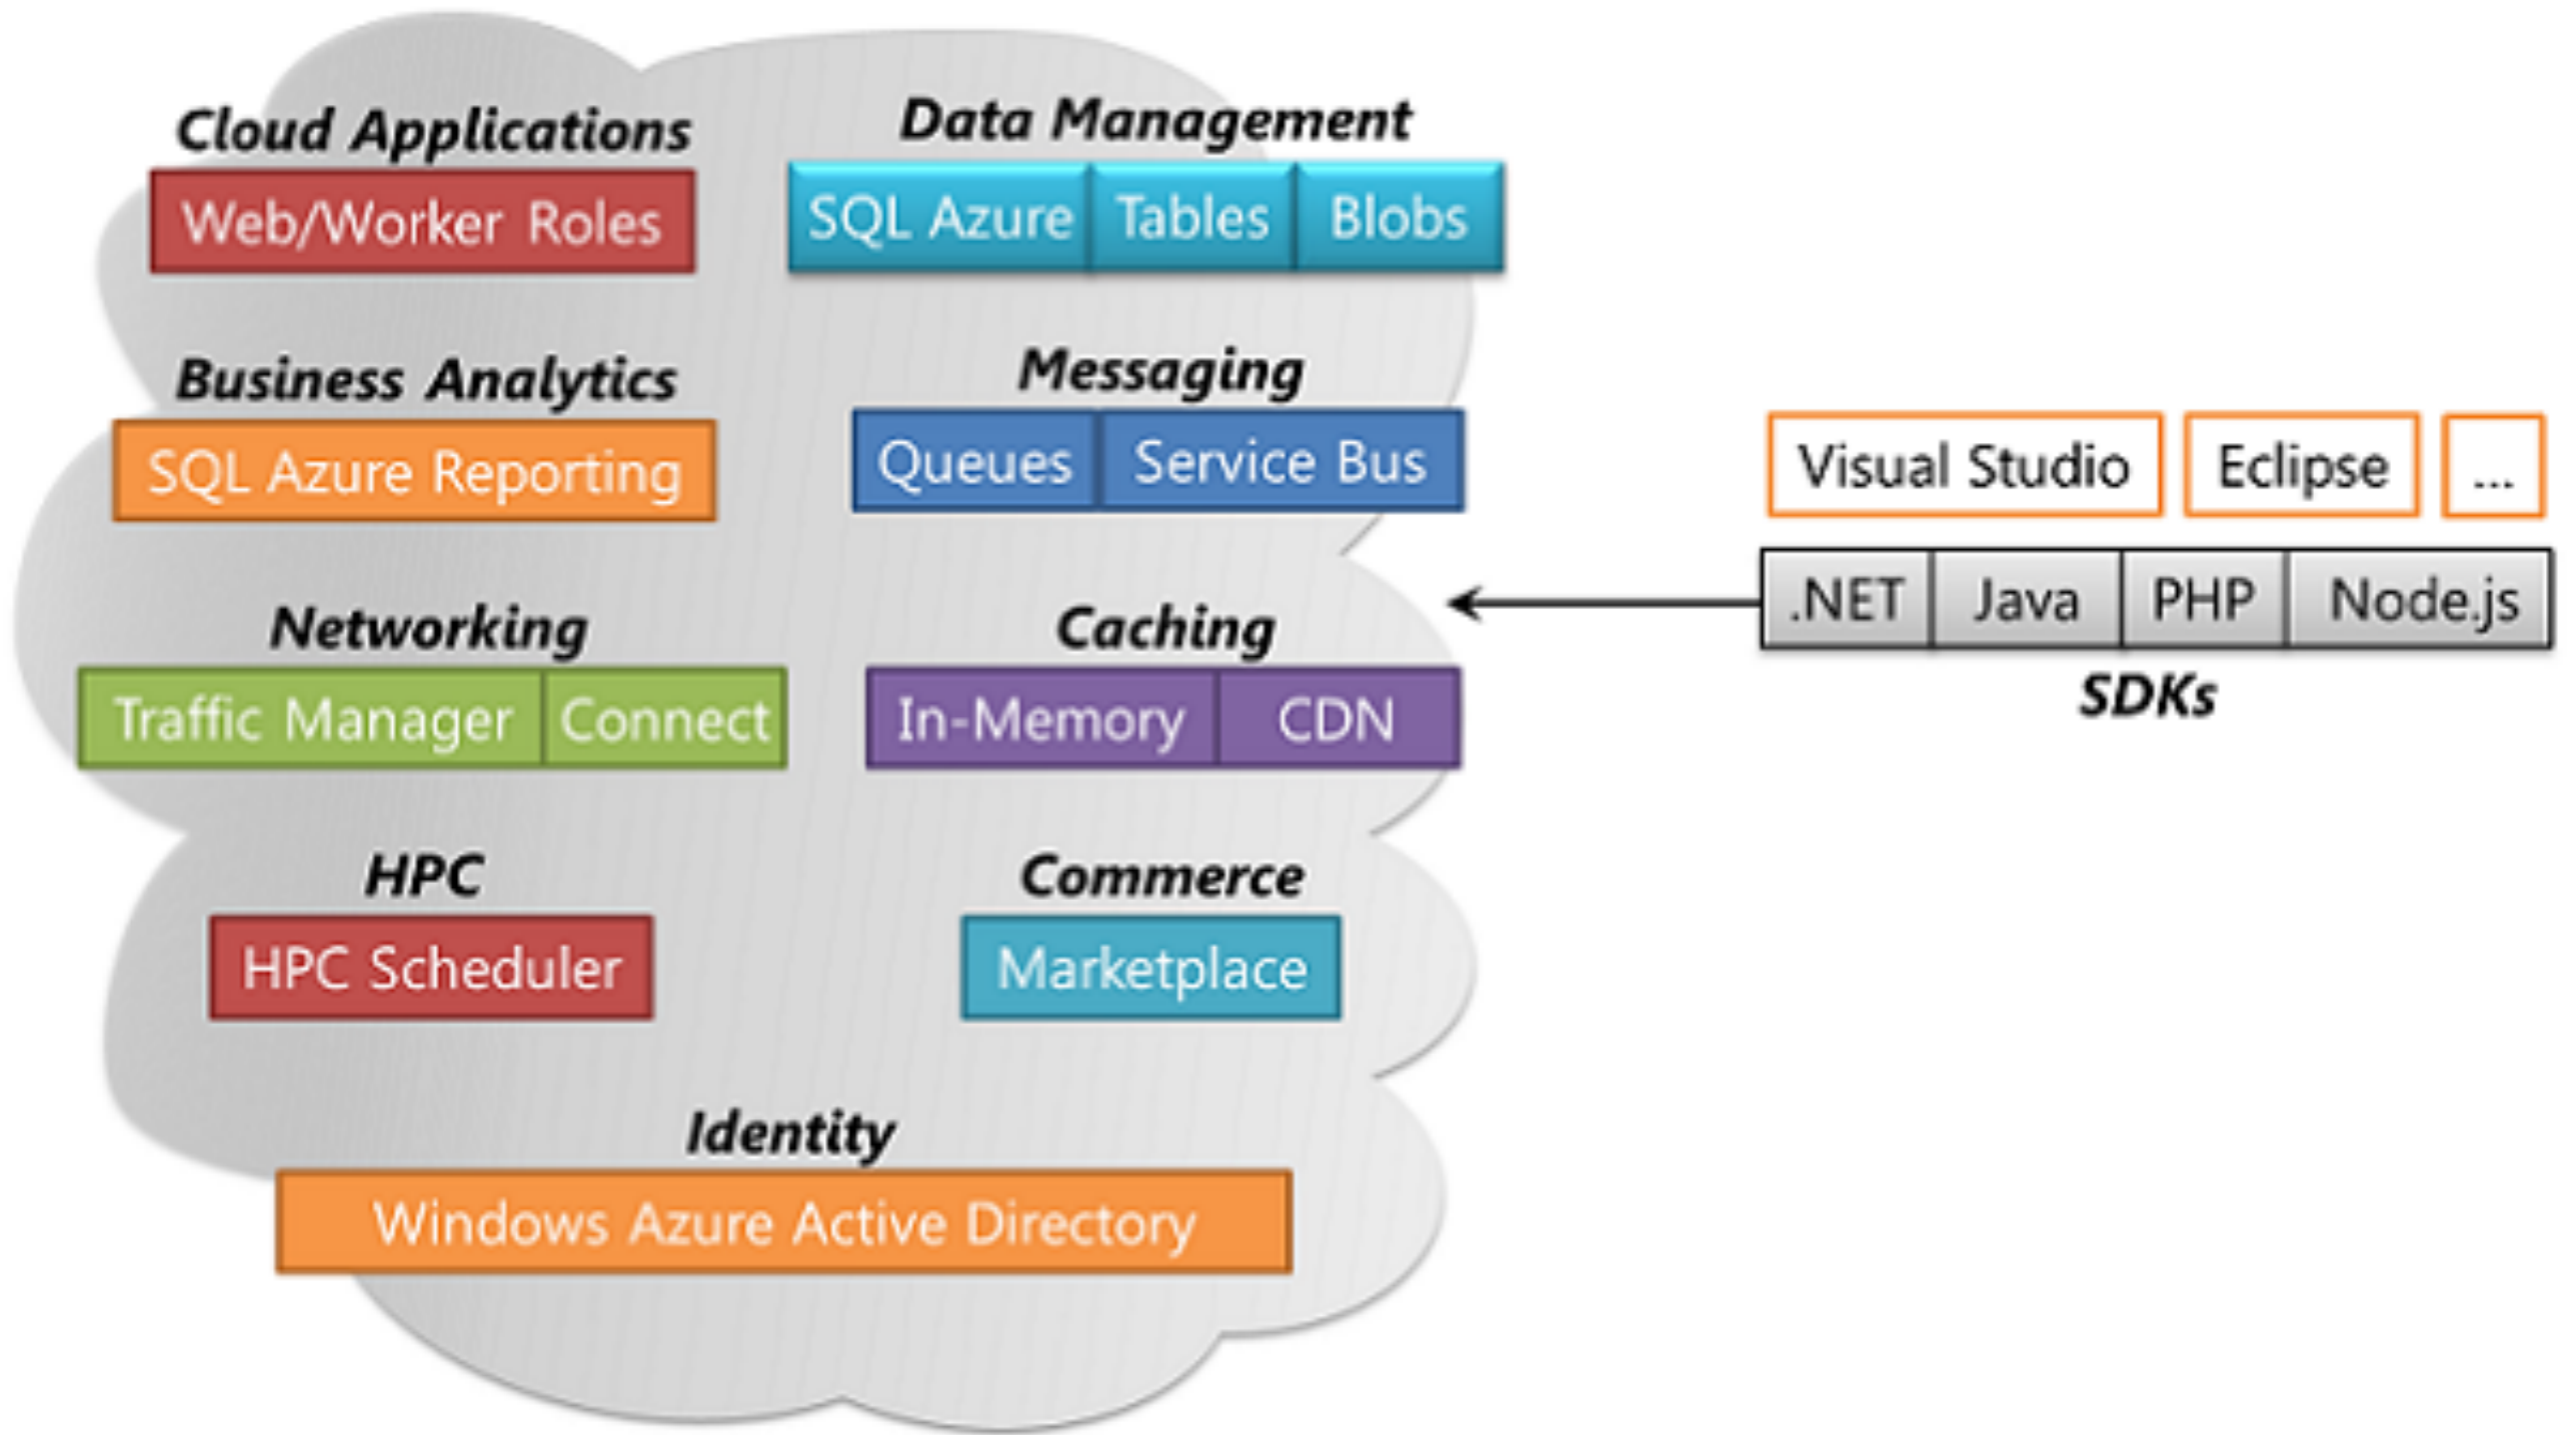 Cloud Applications
Web/Worker Roles
Data Management
SQL Azure Tables Blobs
Business Analytics
SQL Azure Reporting
Messaging
Queues Service Bus
Networking
Traffic Manager Connect
Caching
In-Memory CDN
HPC
HPC Scheduler
Commerce
Marketplace
Identity
Windows Azure Active Directory
Visual Studio Eclipse ...
.NET Java PHP Node.js
SDKs